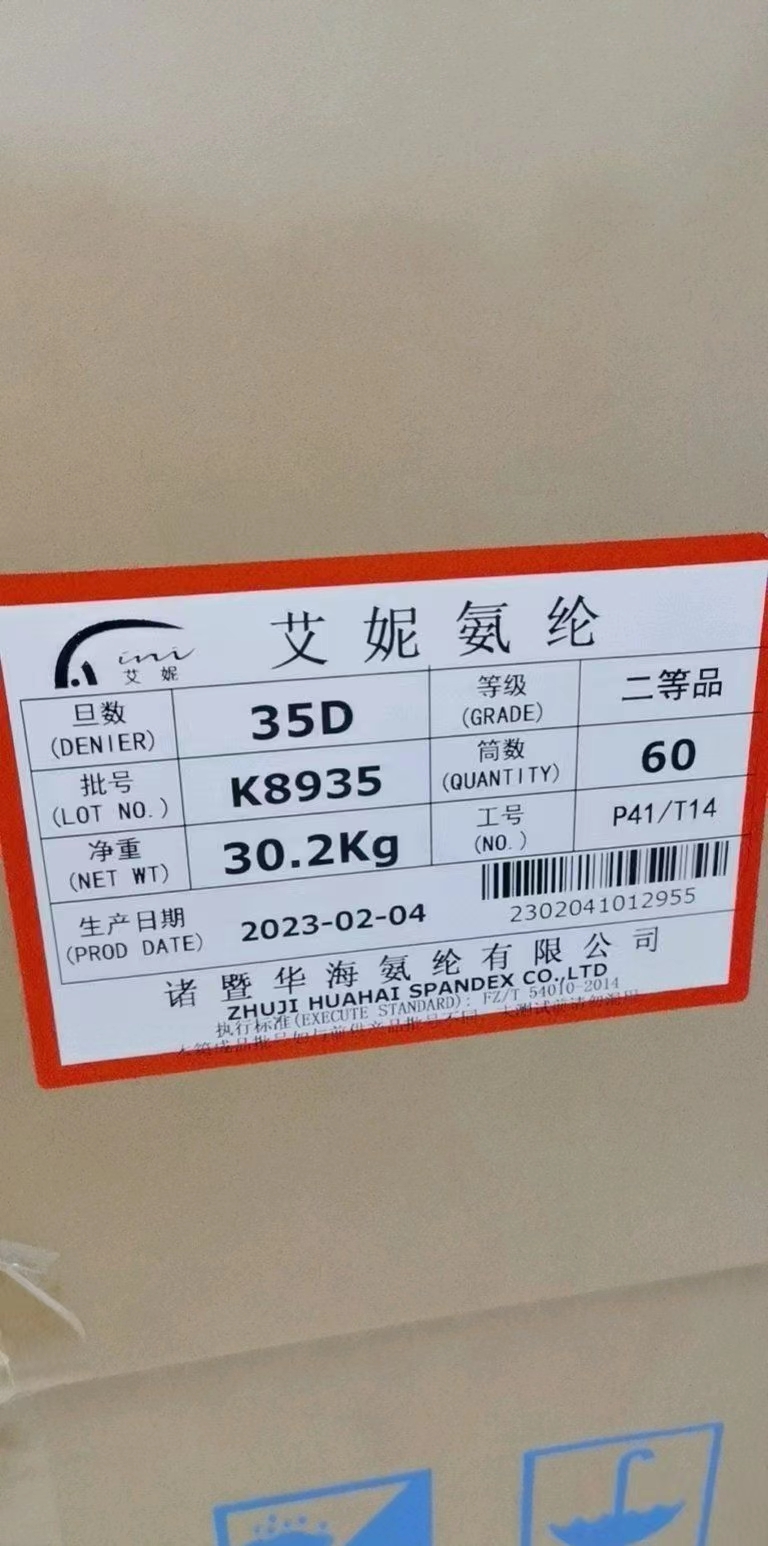 ini
艾妮
艾妮氨纶
旦数
(DENIER)
35D
等级
(GRADE)
二等品
批号
(LOT NO.)
K8935
筒数
(QUANTITY)
60
净重
(NET WT)
30.2Kg
工号
(NO.)
P41/T14
生产日期
(PROD DATE)
2023-02-04
2302041012955
诸暨华海氨纶有限公司
ZHUJI HUAHAI SPANDEX CO.,LTD
执行标准(EXECUTE STANDARD): FZ/T 54010-2014